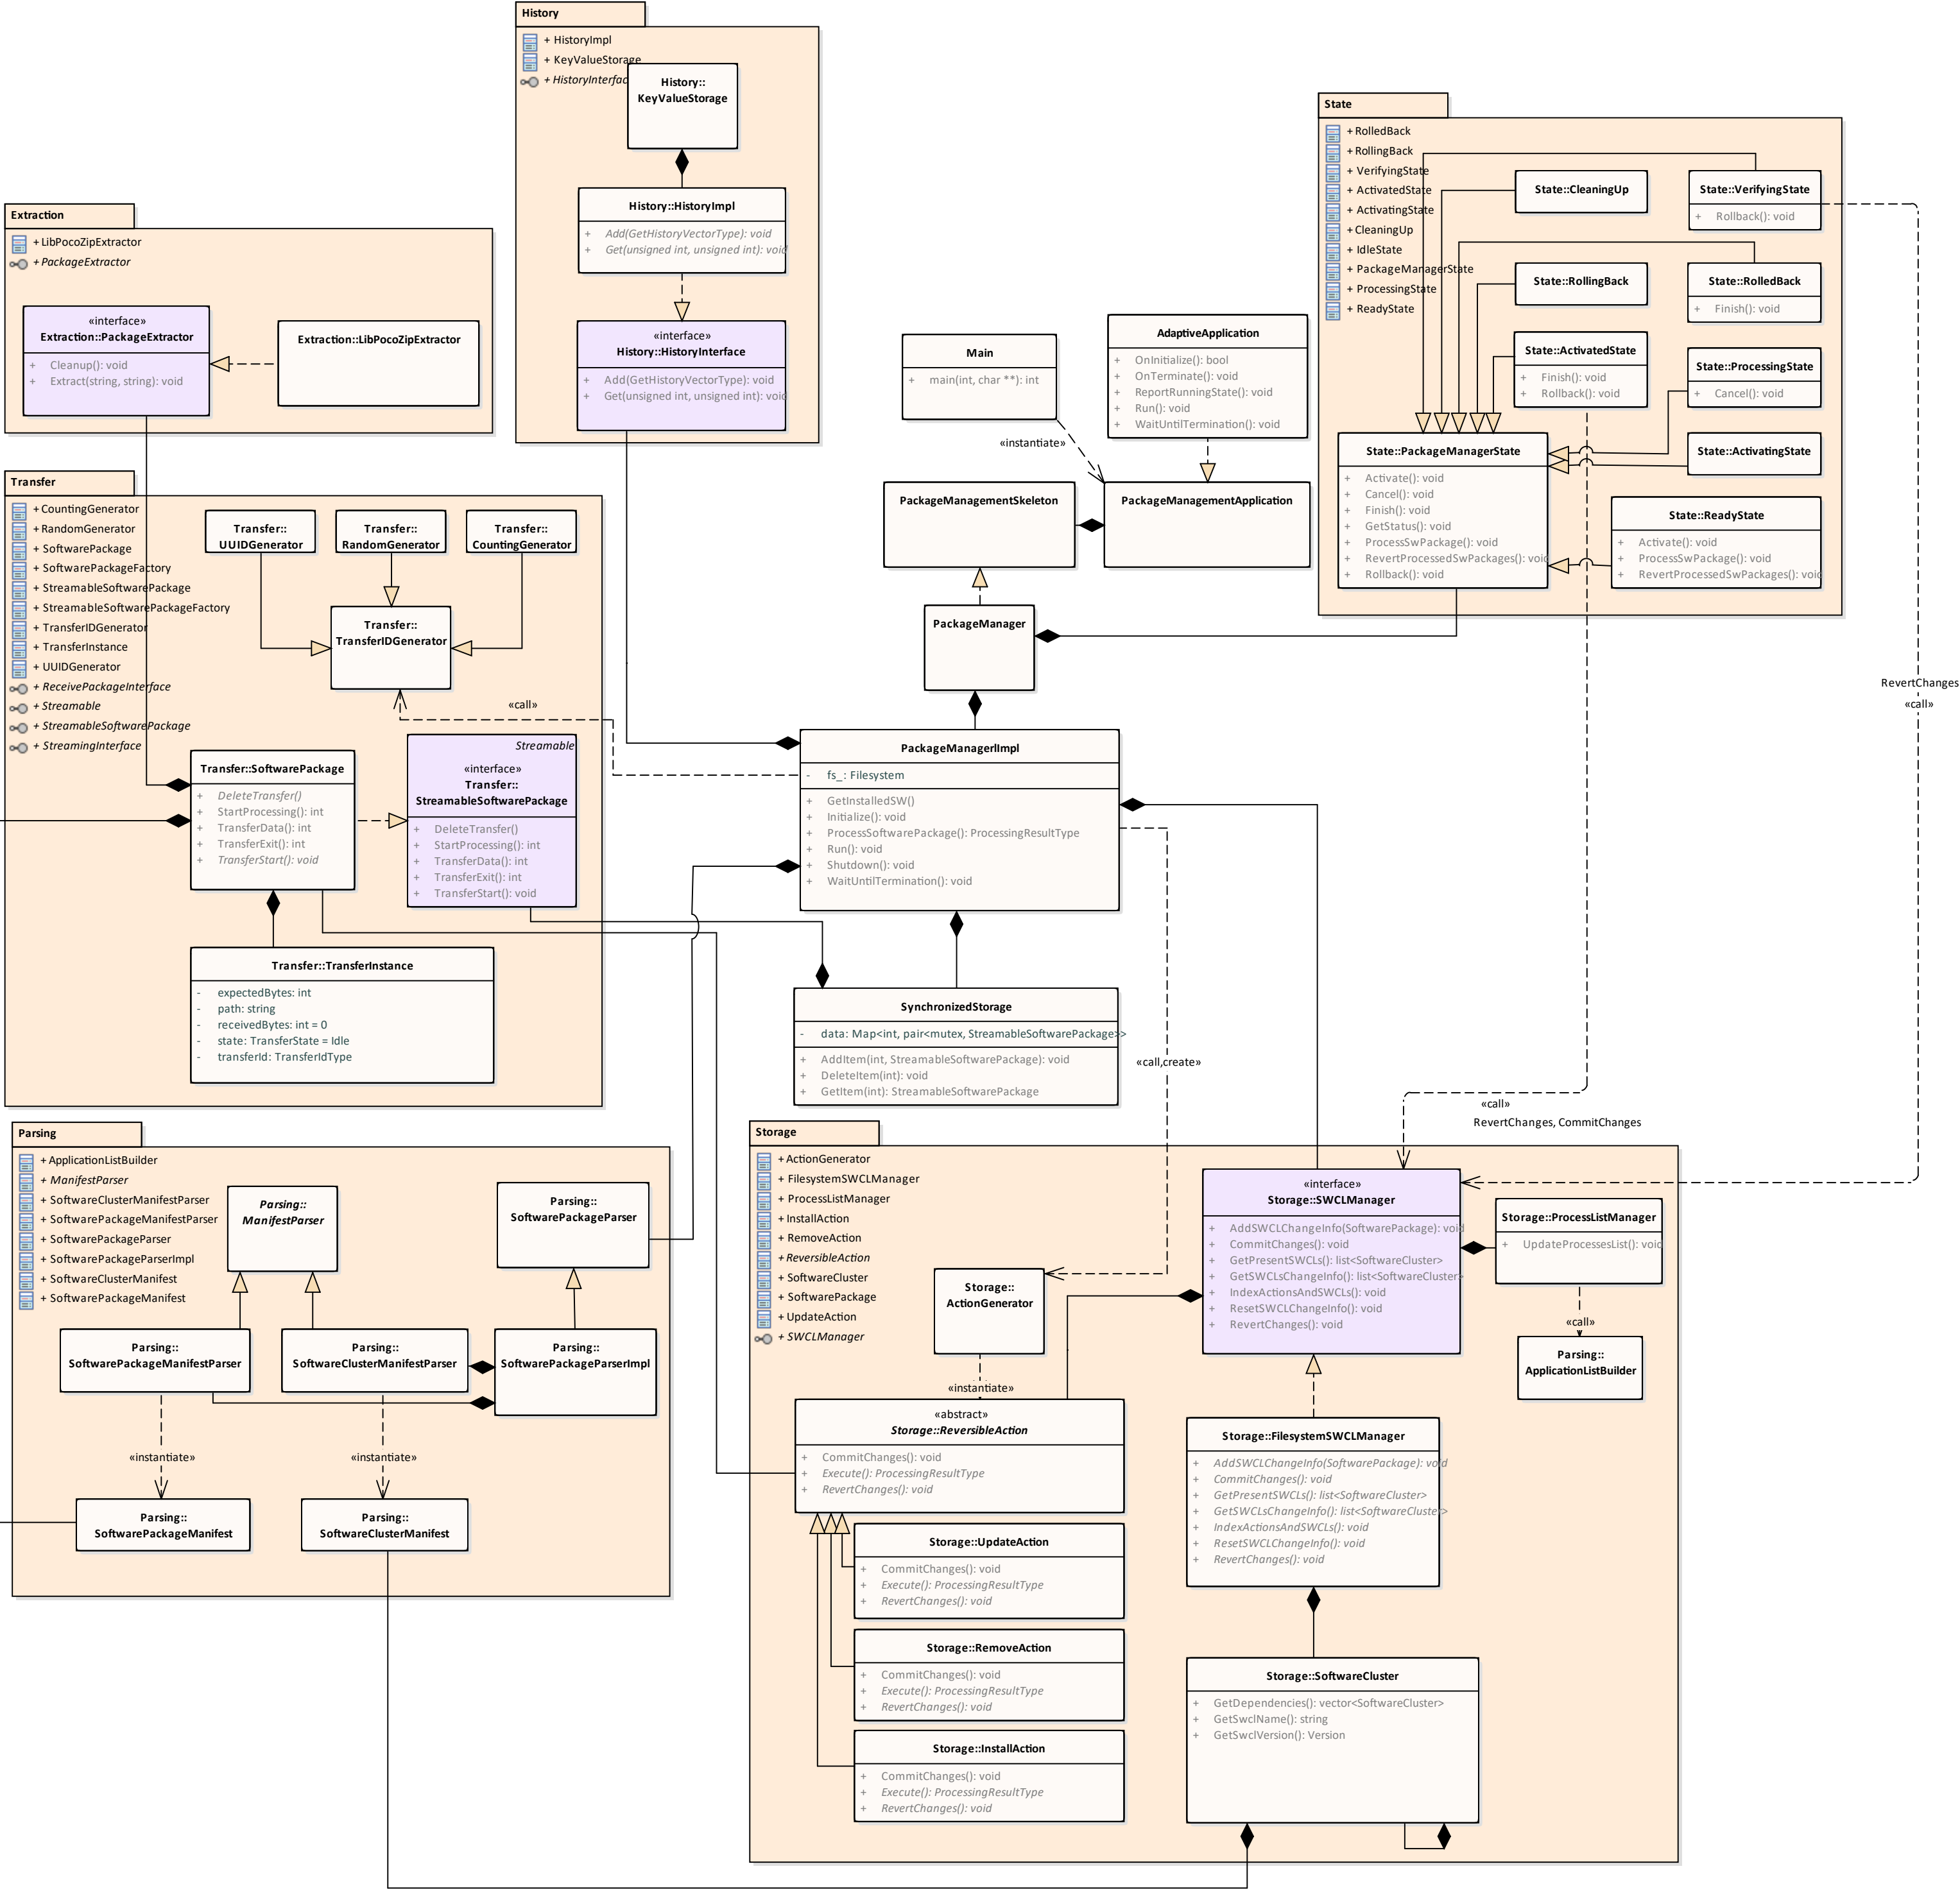 History
+ HistoryImpl
+ KeyValueStorage
+ HistoryInterfac
History::
KeyValueStorage
History::HistoryImpl
+ Add(GetHistoryVectorType): void
+ Get(unsigned int, unsigned int): void
«interface»
History::HistoryInterface
+ Add(GetHistoryVectorType): void
+ Get(unsigned int, unsigned int): void
State
+ RolledBack
+ RollingBack
+ VerifyingState
+ ActivatedState
+ ActivatingState
+ CleaningUp
+ IdleState
+ PackageManagerState
+ ProcessingState
+ ReadyState
State::CleaningUp
State::VerifyingState
+ Rollback(): void
State::RollingBack
State::RolledBack
+ Finish(): void
State::ActivatedState
+ Finish(): void
+ Rollback(): void
State::ProcessingState
+ Cancel(): void
State::ActivatingState
State::PackageManagerState
+ Activate(): void
+ Cancel(): void
+ Finish(): void
+ GetStatus(): void
+ ProcessSwPackage(): void
+ RevertProcessedSwPackages(): void
+ Rollback(): void
State::ReadyState
+ Activate(): void
+ ProcessSwPackage(): void
+ RevertProcessedSwPackages(): void
Extraction
+ LibPocoZipExtractor
+ PackageExtractor
«interface»
Extraction::PackageExtractor
+ Cleanup(): void
+ Extract(string, string): void
Extraction::LibPocoZipExtractor
Main
+ main(int, char **): int
AdaptiveApplication
+ OnInitialize(): bool
+ OnTerminate(): void
+ ReportRunningState(): void
+ Run(): void
+ WaitUntilTermination(): void
«instantiate»
PackageManagementSkeleton
PackageManagementApplication
PackageManager
Transfer
+ CountingGenerator
+ RandomGenerator
+ SoftwarePackage
+ SoftwarePackageFactory
+ StreamableSoftwarePackage
+ StreamableSoftwarePackageFactory
+ TransferIDGenerator
+ TransferInstance
+ UUIDGenerator
+ ReceivePackageInterface
+ Streamable
+ StreamableSoftwarePackage
+ StreamingInterface
Transfer::
UUIDGenerator
Transfer::
RandomGenerator
Transfer::
CountingGenerator
Transfer::
TransferIDGenerator
«call»
Transfer::SoftwarePackage
+ DeleteTransfer()
+ StartProcessing(): int
+ TransferData(): int
+ TransferExit(): int
+ TransferStart(): void
Streamable
«interface»
Transfer::
StreamableSoftwarePackage
+ DeleteTransfer()
+ StartProcessing(): int
+ TransferData(): int
+ TransferExit(): int
+ TransferStart(): void
Transfer::TransferInstance
- expectedBytes: int
- path: string
- receivedBytes: int = 0
- state: TransferState = Idle
- transferId: TransferIdType
PackageManagerImpl
- fs_: Filesystem
+ GetInstalledSW()
+ Initialize(): void
+ ProcessSoftwarePackage(): ProcessingResultType
+ Run(): void
+ Shutdown(): void
+ WaitUntilTermination(): void
RevertChanges
«call»
SynchronizedStorage
- data: Map<int, pair<mutex, StreamableSoftwarePackage>>
+ AddItem(int, StreamableSoftwarePackage): void
+ DeleteItem(int): void
+ GetItem(int): StreamableSoftwarePackage
«call,create»
«call»
RevertChanges, CommitChanges
Parsing
+ ApplicationListBuilder
+ ManifestParser
+ SoftwareClusterManifestParser
+ SoftwarePackageManifestParser
+ SoftwarePackageParser
+ SoftwarePackageParserImpl
+ SoftwareClusterManifest
+ SoftwarePackageManifest
Parsing::
ManifestParser
Parsing::
SoftwarePackageParser
Parsing::
SoftwarePackageManifestParser
Parsing::
SoftwareClusterManifestParser
Parsing::
SoftwarePackageParserImpl
«instantiate»
«instantiate»
Parsing::
SoftwarePackageManifest
Parsing::
SoftwareClusterManifest
Storage
+ ActionGenerator
+ FilesystemSWCLManager
+ ProcessListManager
+ InstallAction
+ RemoveAction
+ ReversibleAction
+ SoftwareCluster
+ SoftwarePackage
+ UpdateAction
+ SWCLManager
Storage::
ActionGenerator
«instantiate»
«interface»
Storage::SWCLManager
+ AddSWCLChangeInfo(SoftwarePackage): void
+ CommitChanges(): void
+ GetPresentSWCLs(): list<SoftwareCluster>
+ GetSWCLsChangeInfo(): list<SoftwareCluster>
+ IndexActionsAndSWCLs(): void
+ ResetSWCLChangeInfo(): void
+ RevertChanges(): void
Storage::ProcessListManager
+ UpdateProcessesList(): void
«call»
Parsing::
ApplicationListBuilder
«abstract»
Storage::ReversibleAction
+ CommitChanges(): void
+ Execute(): ProcessingResultType
+ RevertChanges(): void
Storage::UpdateAction
+ CommitChanges(): void
+ Execute(): ProcessingResultType
+ RevertChanges(): void
Storage::RemoveAction
+ CommitChanges(): void
+ Execute(): ProcessingResultType
+ RevertChanges(): void
Storage::InstallAction
+ CommitChanges(): void
+ Execute(): ProcessingResultType
+ RevertChanges(): void
Storage::FilesystemSWCLManager
+ AddSWCLChangeInfo(SoftwarePackage): void
+ CommitChanges(): void
+ GetPresentSWCLs(): list<SoftwareCluster>
+ GetSWCLsChangeInfo(): list<SoftwareCluster>
+ IndexActionsAndSWCLs(): void
+ ResetSWCLChangeInfo(): void
+ RevertChanges(): void
Storage::SoftwareCluster
+ GetDependencies(): vector<SoftwareCluster>
+ GetSwclName(): string
+ GetSwclVersion(): Version